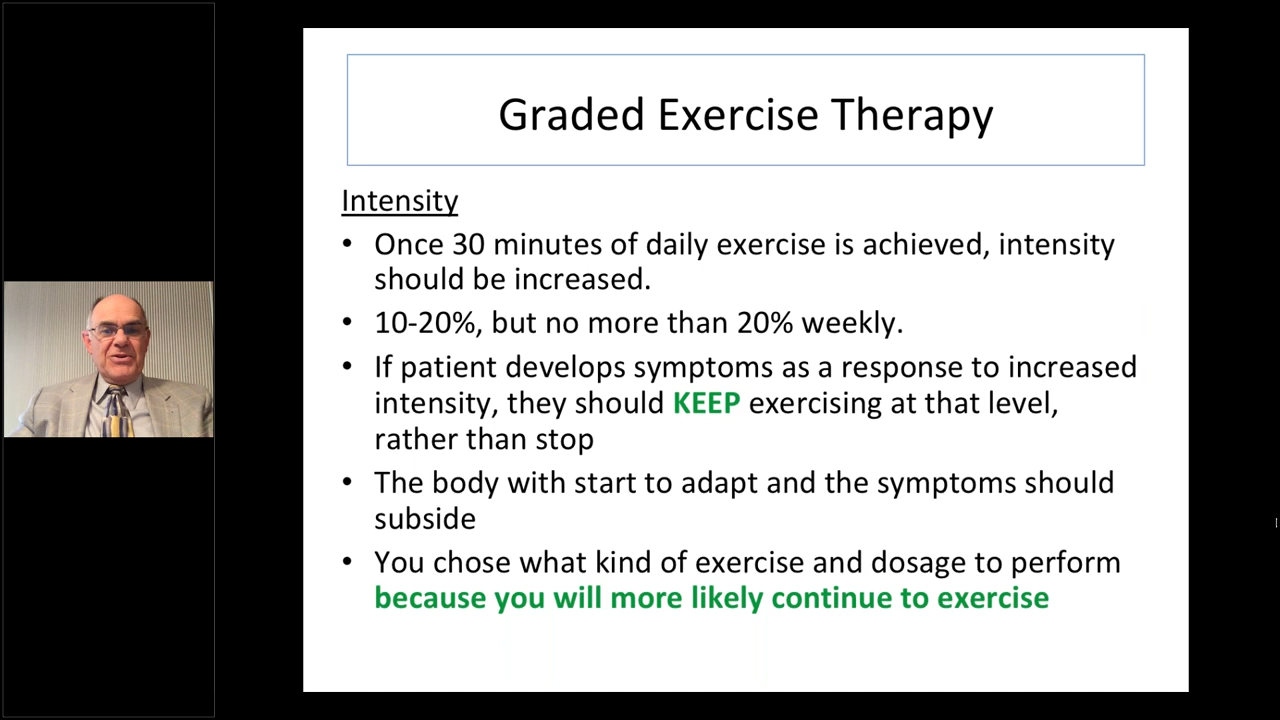 Graded Exercise Therapy
Intensity
• Once 30 minutes of daily exercise is achieved, intensity
should be increased.
• 10-20%, but no more than 20% weekly.
• If patient develops symptoms as a response to increased
intensity, they should KEEP exercising at that level,
rather than stop
• The body with start to adapt and the symptoms should
subside
• You chose what kind of exercise and dosage to perform
because you will more likely continue to exercise